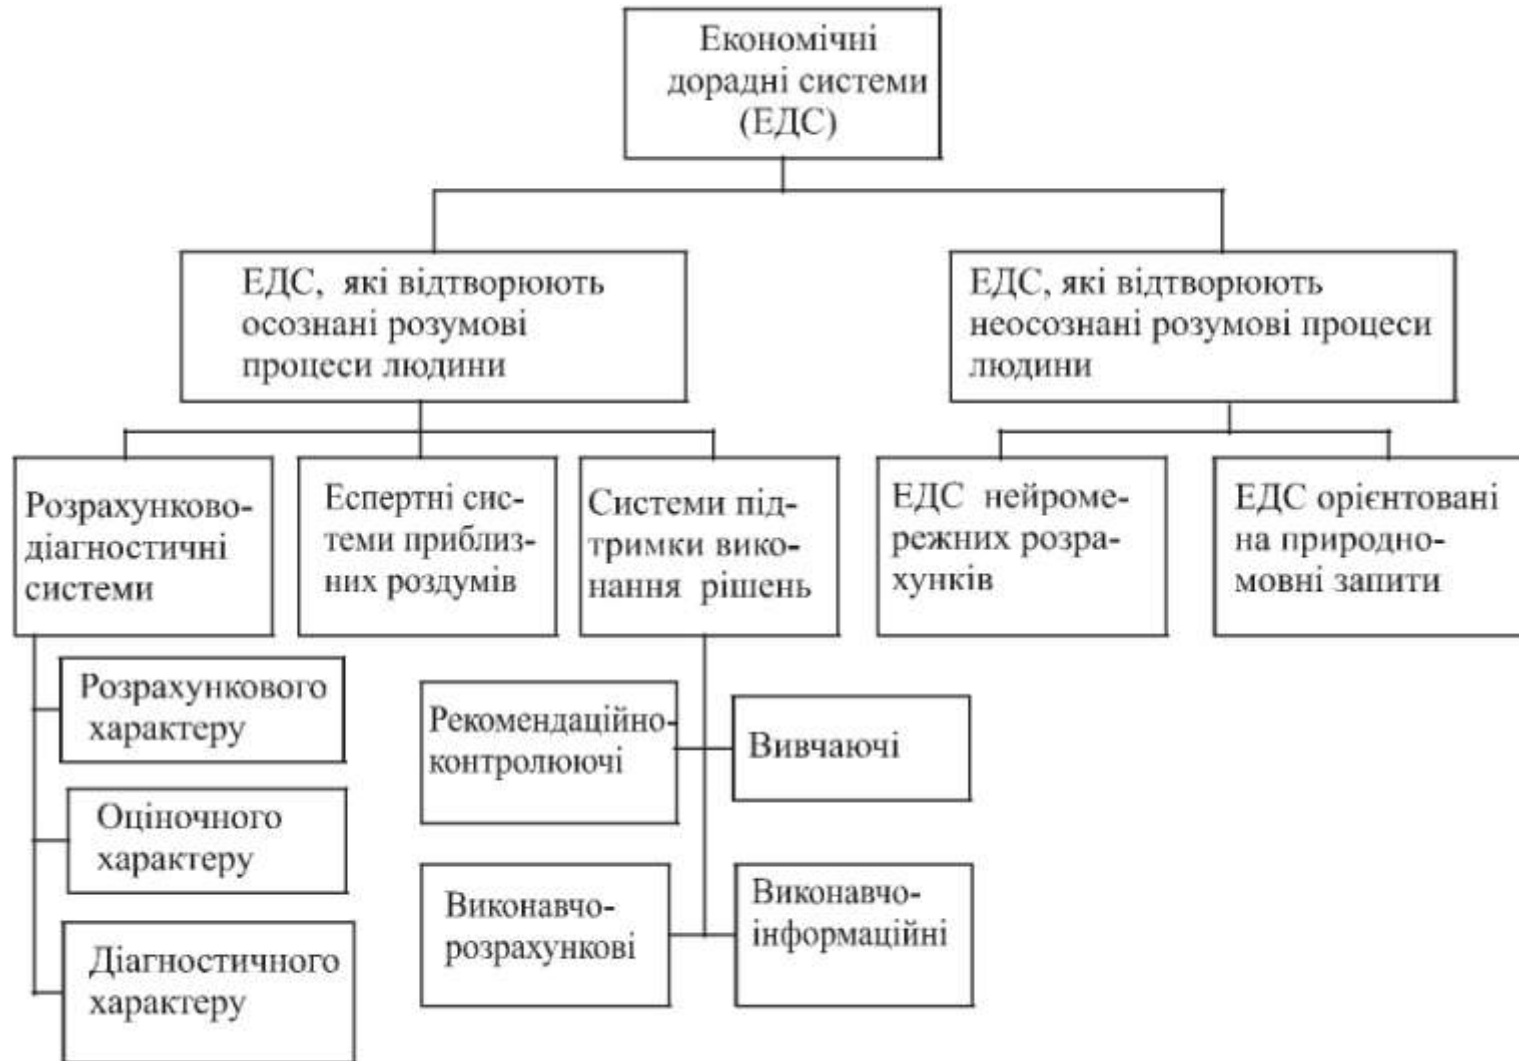 Економічні
дорадні системи
(ЕДС)
ЕДС, які відтворюють
осознані розумові
процеси людини
ЕДС, які відтворюють
неосознані розумові процеси
людини
Розрахунково-
діагностичні
системи
Еспертні сис-
теми приблиз-
них роздумів
Системи під-
тримки вико-
нання рішень
ЕДС нейроме-
режних розра-
хунків
ЕДС орієнтовані
на природно-
мовні запити
Розрахункового
характеру
Оціночного
характеру
Діагностичного
характеру
Рекомендаційно-
контролюючі
Вивчаючі
Виконавчо-
розрахункові
Виконавчо-
інформаційні